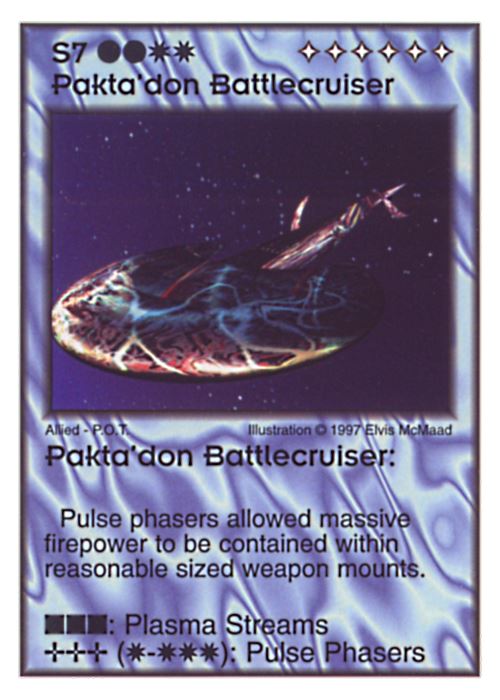 S7 ●●✷✷ ✧✧✧✧✧✧
Pakta'don Battlecruiser
Allied - P.O.T. Illustration © 1997 Elvis McMaad
Pakta'don Battlecruiser:
Pulse phasers allowed massive
firepower to be contained within
reasonable sized weapon mounts.
■■■: Plasma Streams
✛✛✛ (✷-✷✷✷): Pulse Phasers